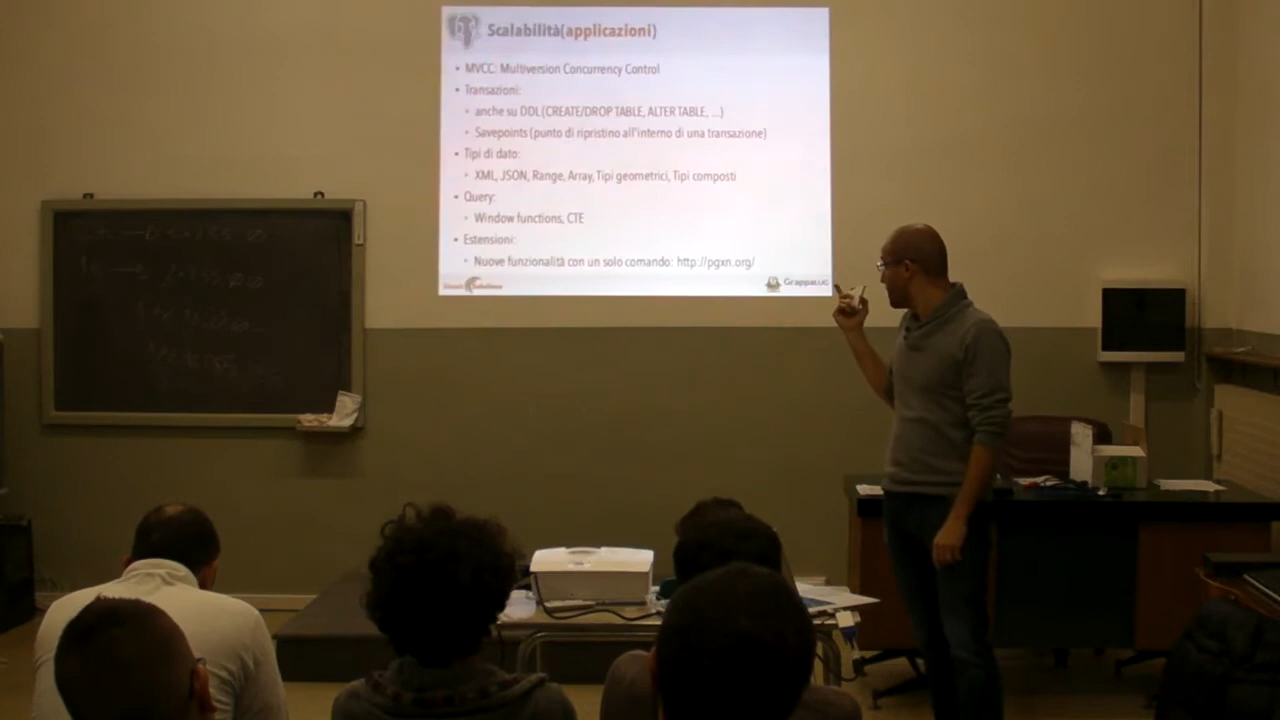 Scalabilità(applicazioni)
• MVCC: Multiversion Concurrency Control
• Transazioni:
• anche su DDL (CREATE/DROP TABLE, ALTER TABLE, ...)
• Savepoints (punto di ripristino all'interno di una transazione)
• Tipi di dato:
• XML, JSON, Range, Array, Tipi geometrici, Tipi composti
• Query:
• Window functions, CTE
• Estensioni:
• Nuove funzionalità con un solo comando: http://pgxn.org/
Solutions
GrappaLUG